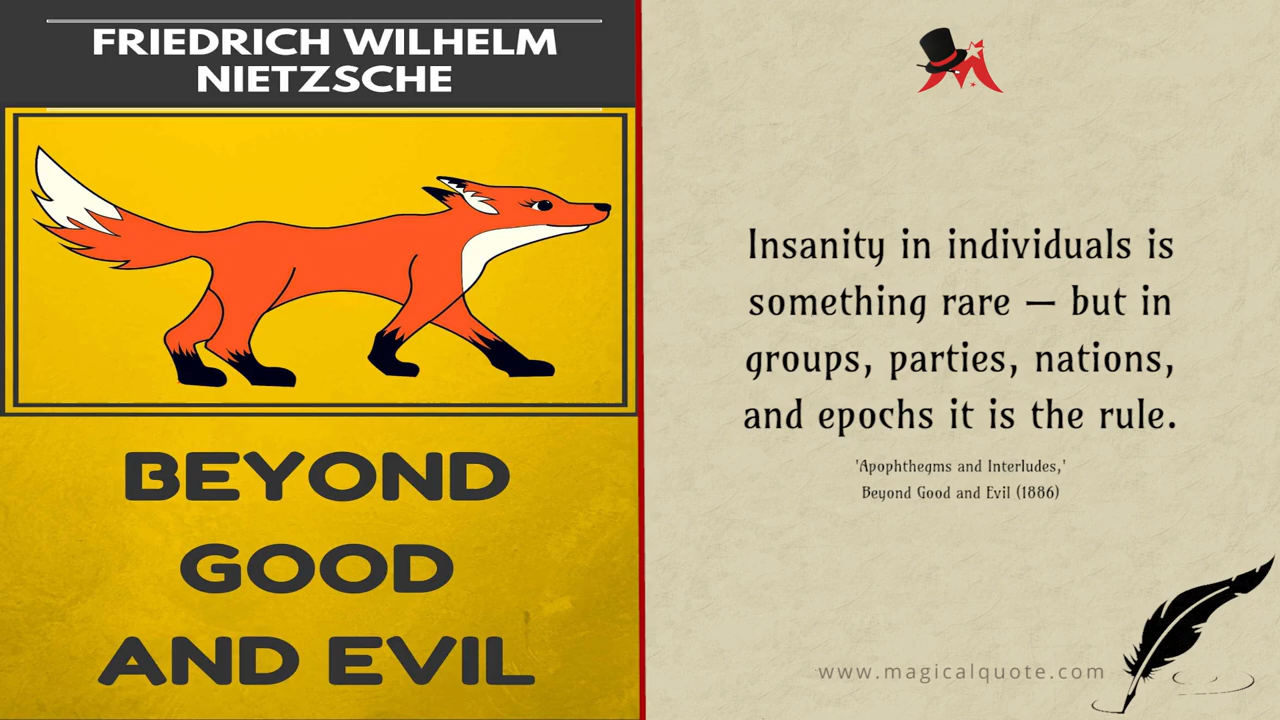 FRIEDRICH WILHELM
NIETZSCHE
BEYOND
GOOD
AND EVIL
Insanity in individuals is
something rare — but in
groups, parties, nations,
and epochs it is the rule.
'Apophthegms and Interludes,'
Beyond Good and Evil (1886)
www.magicalquote.com